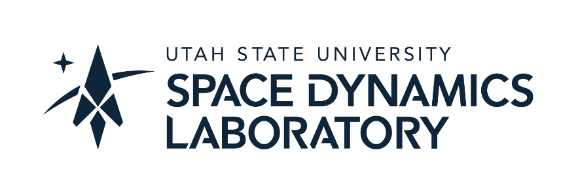 UTAH STATE UNIVERSITY
SPACE DYNAMICS
LABORATORY